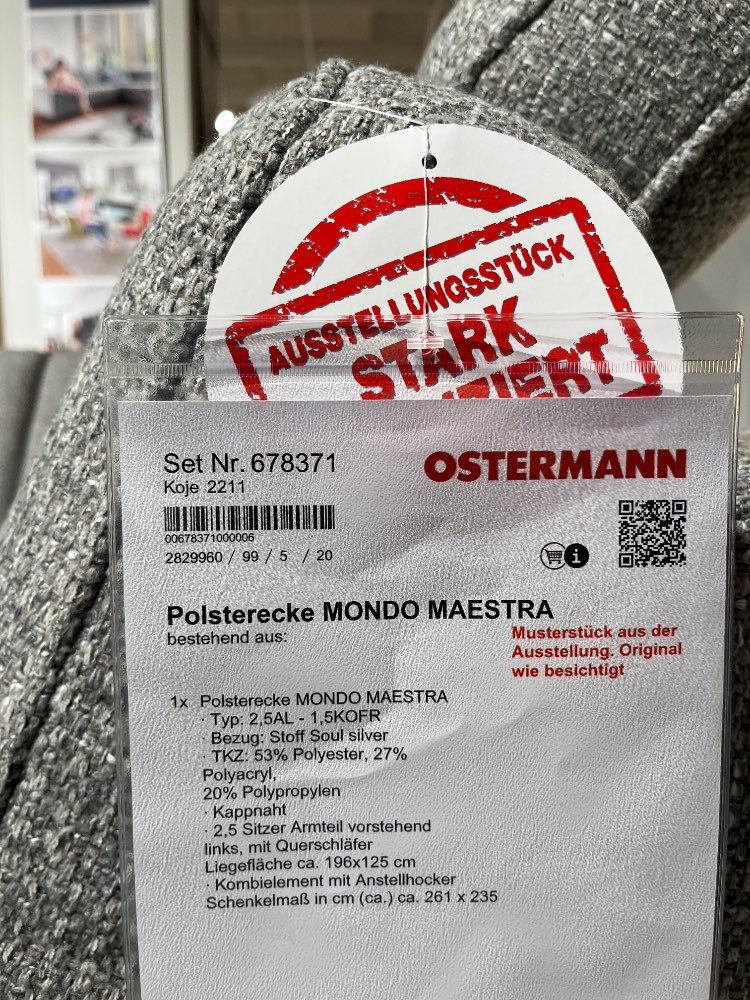 AUSSTELLUNGSSTÜCK
STARK
Set Nr. 678371
OSTERMANN
Koje 2211
00678371000006
2829960 / 99 / 5 / 20
i
Polsterecke MONDO MAESTRA
bestehend aus:
Musterstück aus der
Ausstellung. Original
wie besichtigt
1x Polsterecke MONDO MAESTRA
· Typ: 2,5AL - 1,5KOFR
· Bezug: Stoff Soul silver
· TKZ: 53% Polyester, 27%
Polyacryl,
20% Polypropylen
· Kappnaht
· 2,5 Sitzer Armteil vorstehend
links, mit Querschläfer
Liegefläche ca. 196x125 cm
· Kombielement mit Anstellhocker
Schenkelmaß in cm (ca.) ca. 261 x 235